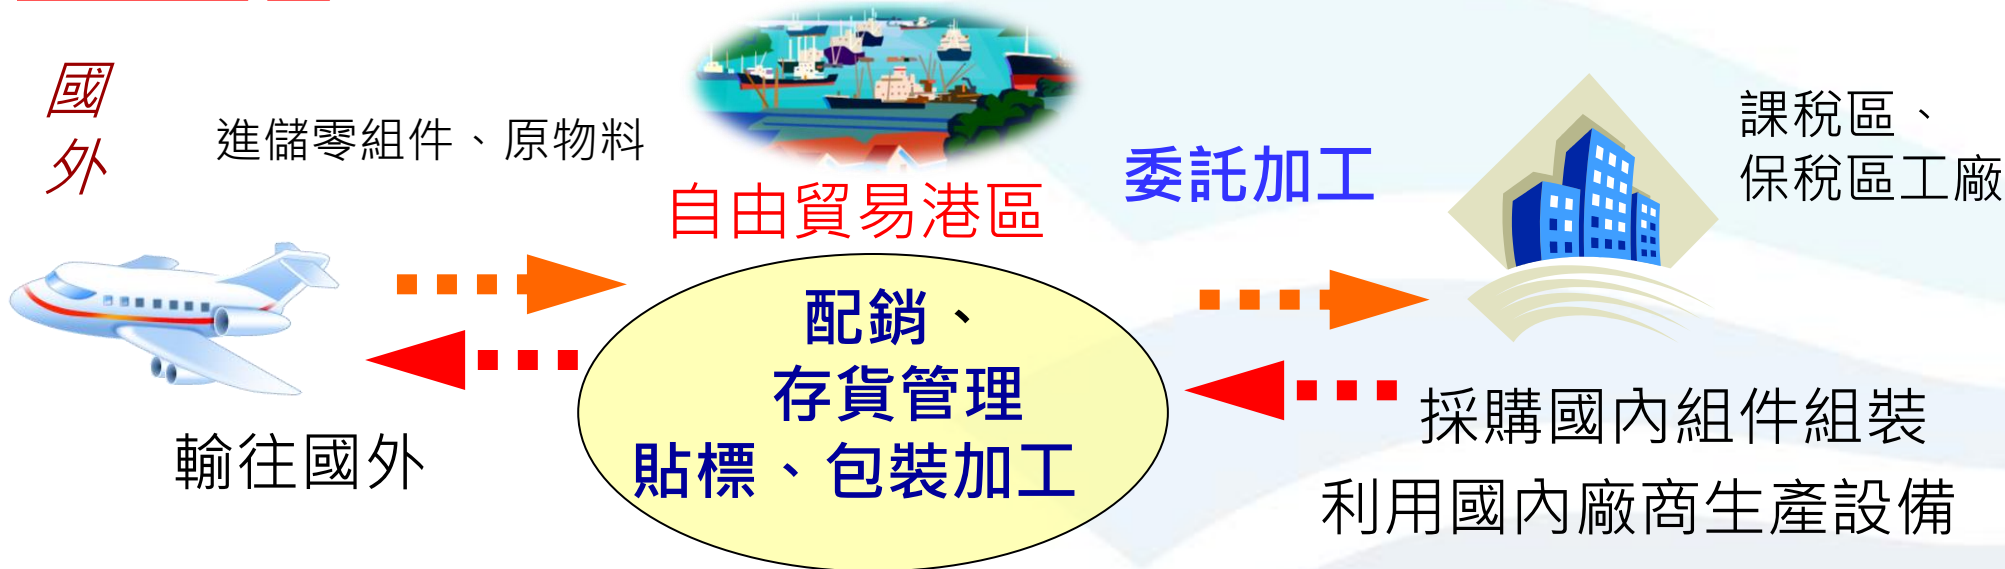 國
外
進儲零組件、原物料
自由貿易港區
委託加工
課稅區、
保稅區工廠
配銷、
存貨管理
貼標、包裝加工
輸往國外
採購國內組件組裝
利用國內廠商生產設備